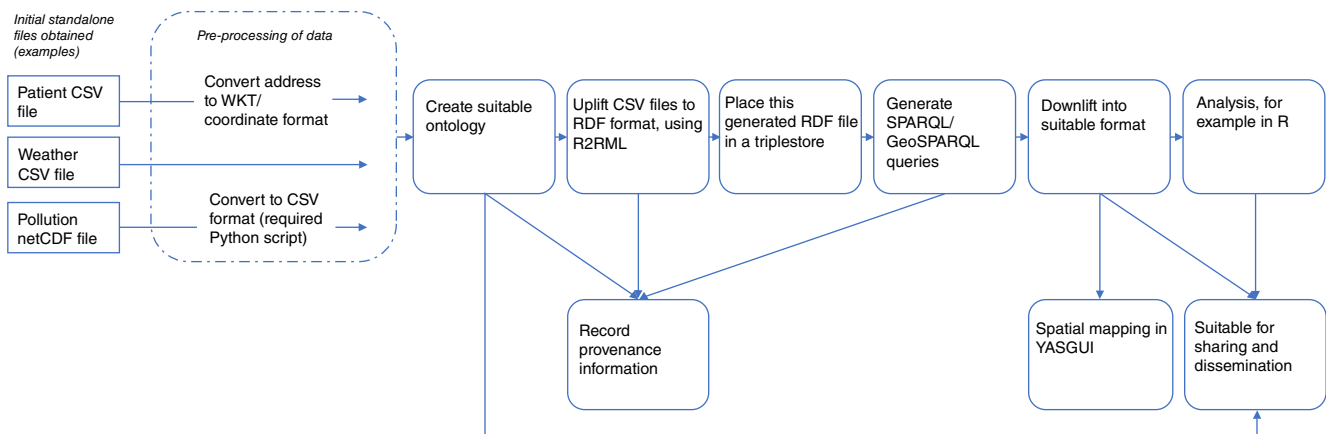 Initial standalone
files obtained
(examples)
Pre-processing of data
Patient CSV
file
Convert address
to WKT/
coordinate format
Weather
CSV file
Pollution
netCDF file
Convert to CSV
format (required
Python script)
Create suitable
ontology
Uplift CSV files to
RDF format, using
R2RML
Place this
generated RDF file
in a triplestore
Generate
SPARQL/
GeoSPARQL
queries
Downlift into
suitable format
Analysis, for
example in R
Record
provenance
information
Spatial mapping in
YASGUI
Suitable for
sharing and
dissemination